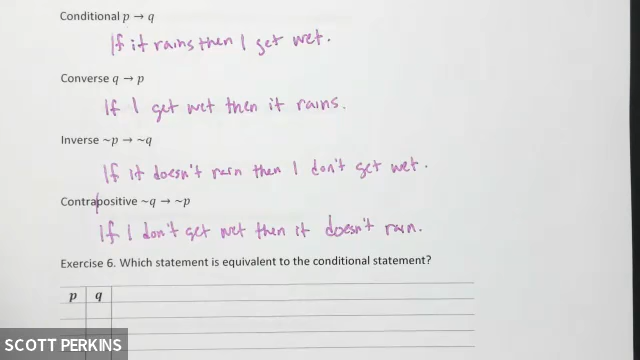 Conditional p → q
If it rains then I get wet.
Converse q → p
If I get wet then it rains.
Inverse ~p → ~q
If it doesn't rain then I don't get wet.
Contrapositive ~q → ~p
If I don't get wet then it doesn't rain.
Exercise 6. Which statement is equivalent to the conditional statement?
p q
SCOTT PERKINS